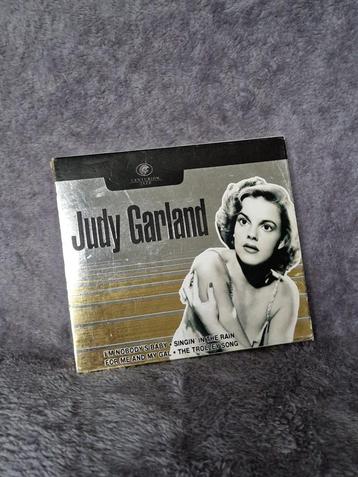 CENTURION
JAZZ
Judy Garland
I'M NOBODY'S BABY • SINGIN' IN THE RAIN
FOR ME AND MY GAL • THE TROLLEY SONG